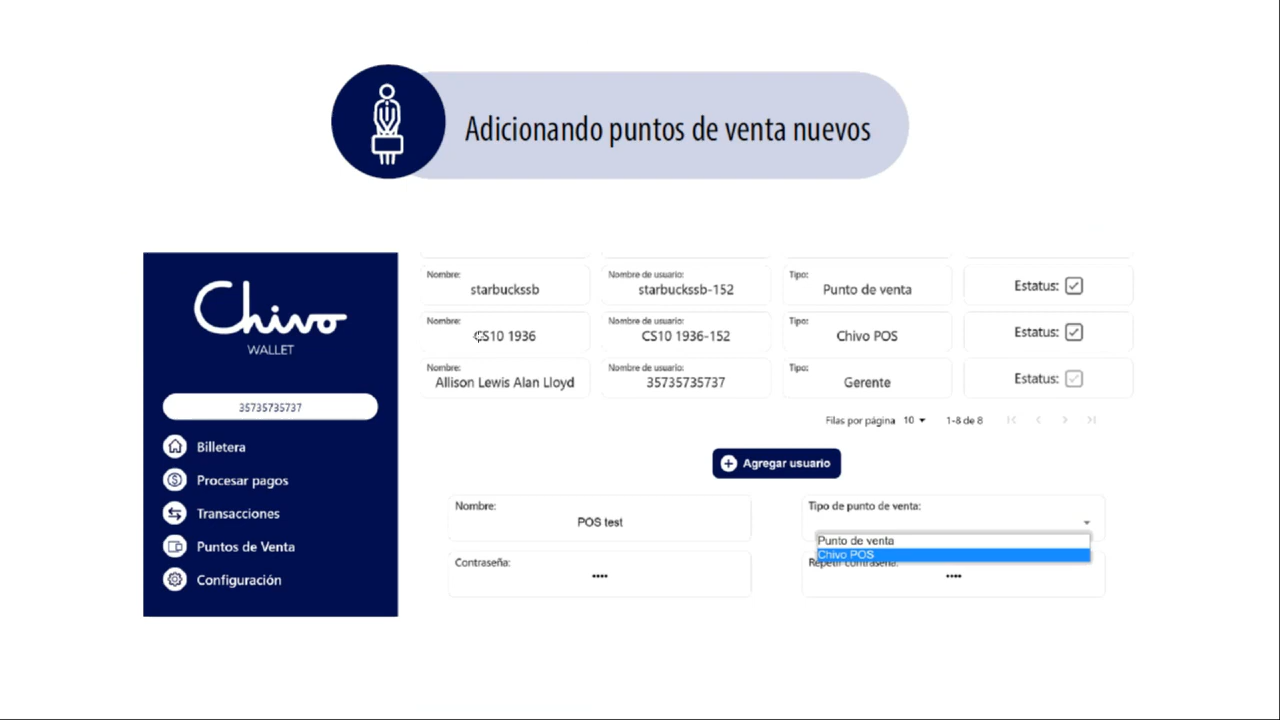 Adicionando puntos de venta nuevos
Chivo
WALLET
35735735737
Billetera
Procesar pagos
Transacciones
Puntos de Venta
Configuración
Nombre: Nombre de usuario: Tipo:
starbuckssb starbuckssb-152 Punto de venta Estatus:
Nombre: Nombre de usuario: Tipo:
CS10 1936 CS10 1936-152 Chivo POS Estatus:
Nombre: Nombre de usuario: Tipo:
Allison Lewis Alan Lloyd 35735735737 Gerente Estatus:
Filas por página 10 1-8 de 8
Agregar usuario
Nombre: Tipo de punto de venta:
POS test
Punto de venta
Chivo POS
Contraseña: Repetir contraseña:
•••• ••••